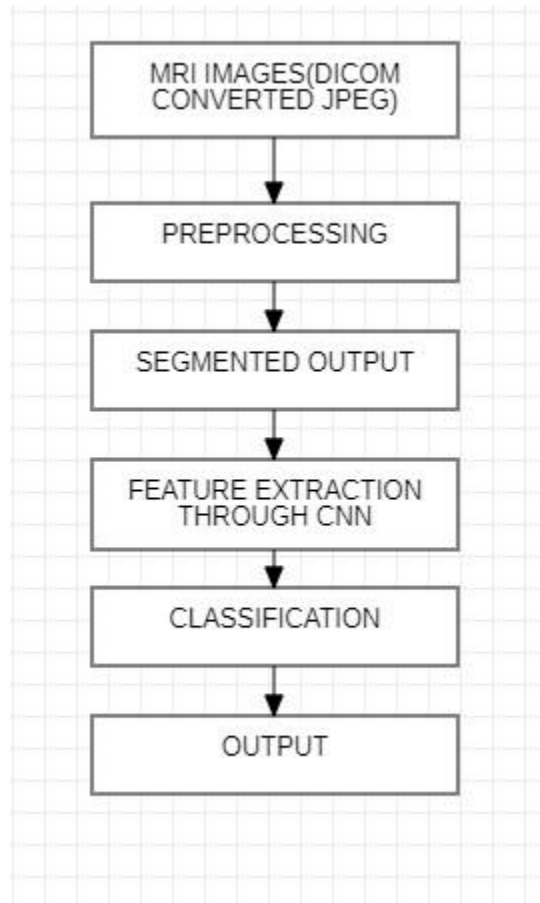 MRI IMAGES(DICOM
CONVERTED JPEG)
PREPROCESSING
SEGMENTED OUTPUT
FEATURE EXTRACTION
THROUGH CNN
CLASSIFICATION
OUTPUT